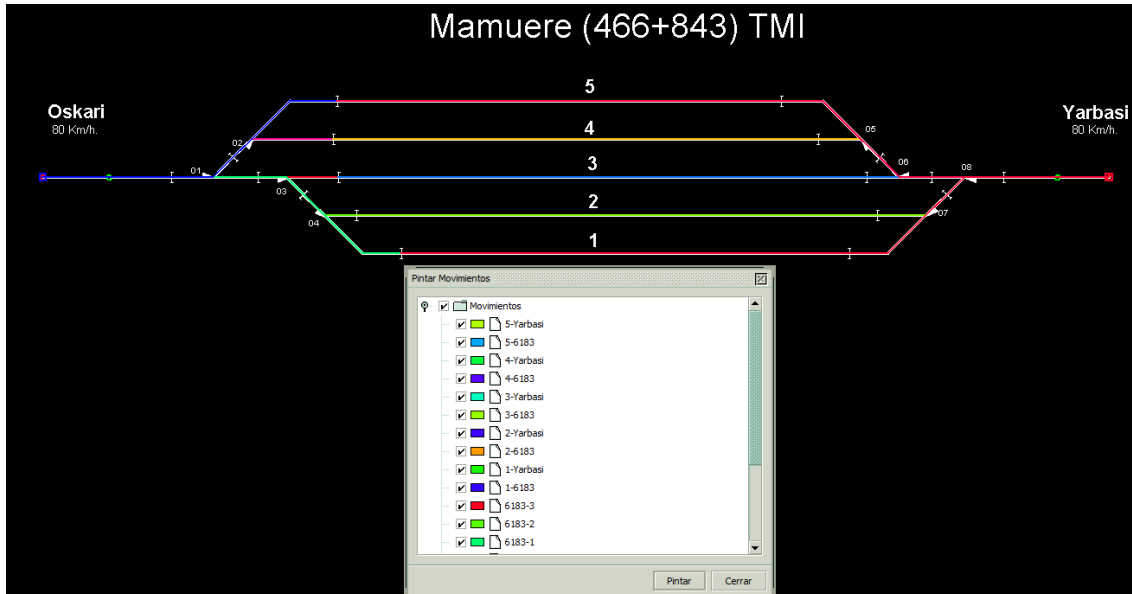 Mamuere (466+843) TMI
5
Oskari
80 Km/h.
Yarbasi
80 Km/h.
4
05
02
3
06
08
01
03
2
07
04
1
Pintar Movimientos
Movimientos
5-Yarbasi
5-6183
4-Yarbasi
4-6183
3-Yarbasi
3-6183
2-Yarbasi
2-6183
1-Yarbasi
1-6183
6183-3
6183-2
6183-1
Pintar
Cerrar